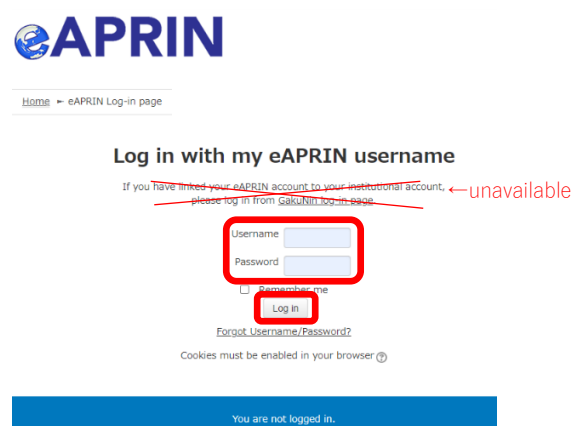 eAPRIN
Home ► eAPRIN Log-in page
Log in with my eAPRIN username
If you have linked your eAPRIN account to your institutional account, ←unavailable
please log in from GakuNin log-in page.
Username
Password
Remember me
Log in
Forgot Username/Password?
Cookies must be enabled in your browser ?
You are not logged in.